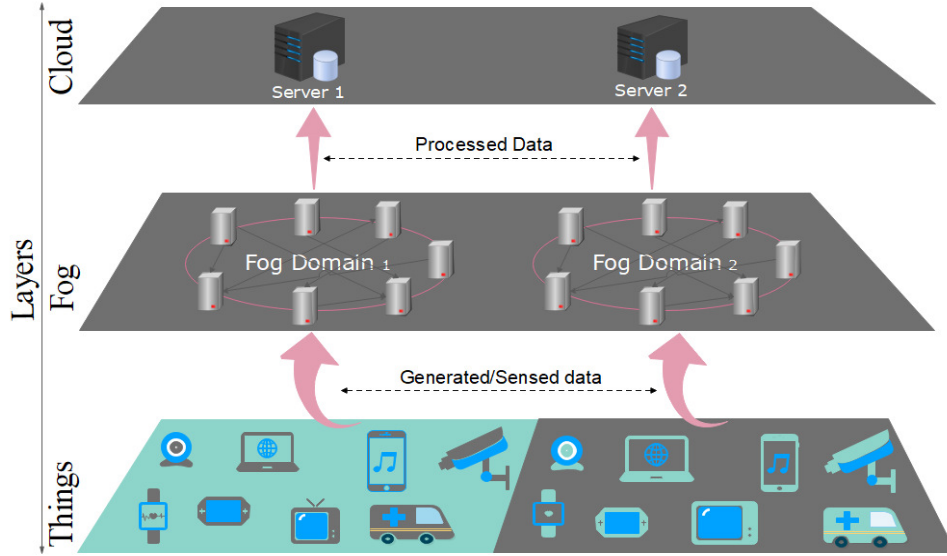 Layers
Cloud
Server 1
Server 2
Processed Data
Fog
Fog Domain 1
Fog Domain 2
Generated/Sensed data
Things